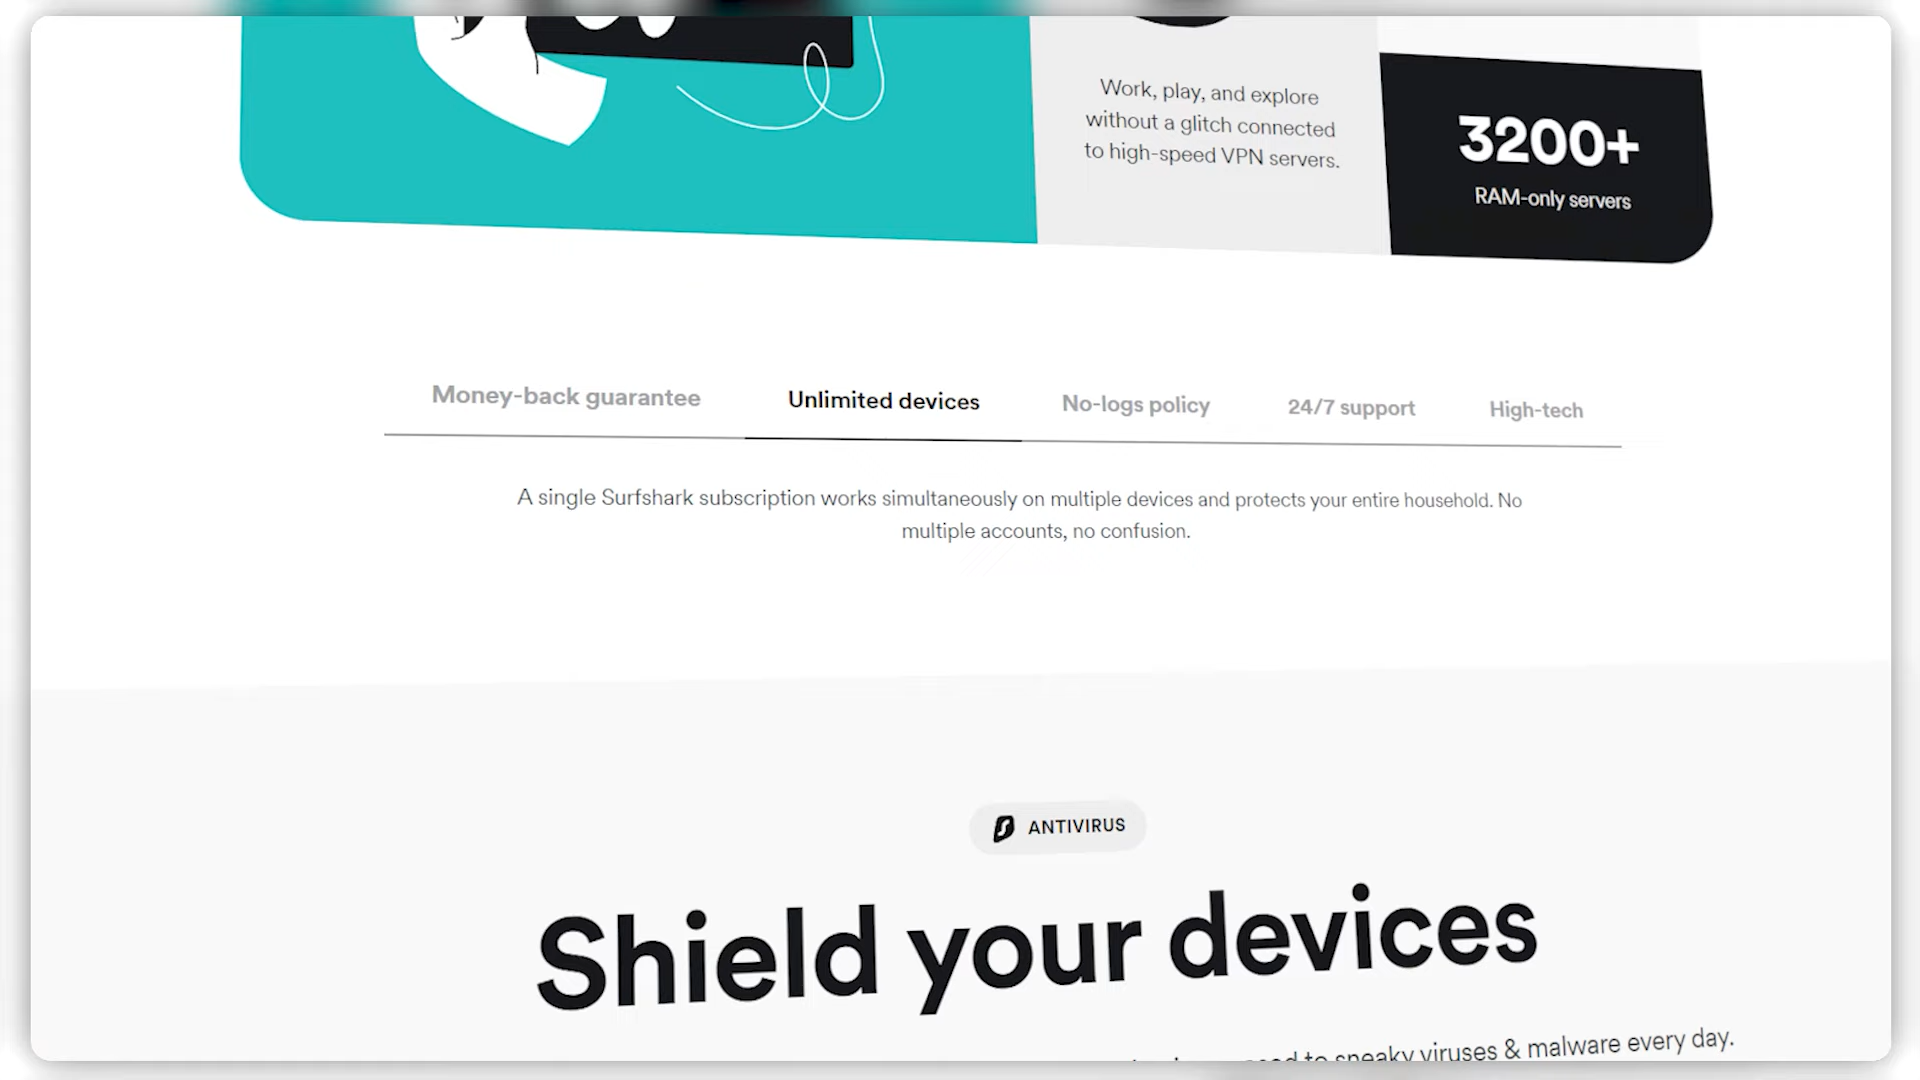 Work, play, and explore
without a glitch connected
to high-speed VPN servers.
3200+
RAM-only servers
Money-back guarantee
Unlimited devices
No-logs policy
24/7 support
High-tech
A single Surfshark subscription works simultaneously on multiple devices and protects your entire household. No
multiple accounts, no confusion.
ANTIVIRUS
Shield your devices
to sneaky viruses & malware every day.